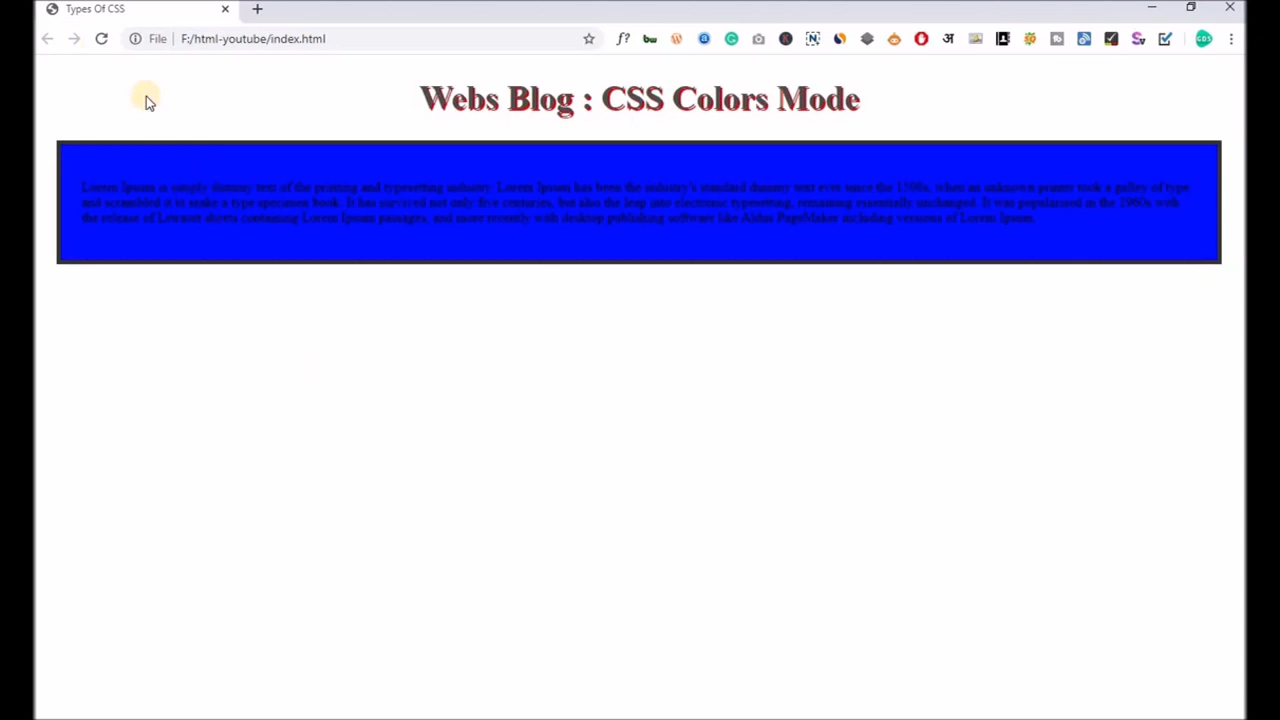 Types Of CSS
File F:/html-youtube/index.html
Webs Blog : CSS Colors Mode
Lorem Ipsum is simply dummy text of the printing and typesetting industry. Lorem Ipsum has been the industry's standard dummy text ever since the 1500s, when an unknown printer took a galley of type
and scrambled it to make a type specimen book. It has survived not only five centuries, but also the leap into electronic typesetting, remaining essentially unchanged. It was popularised in the 1960s with
the release of Letraset sheets containing Lorem Ipsum passages, and more recently with desktop publishing software like Aldus PageMaker including versions of Lorem Ipsum.